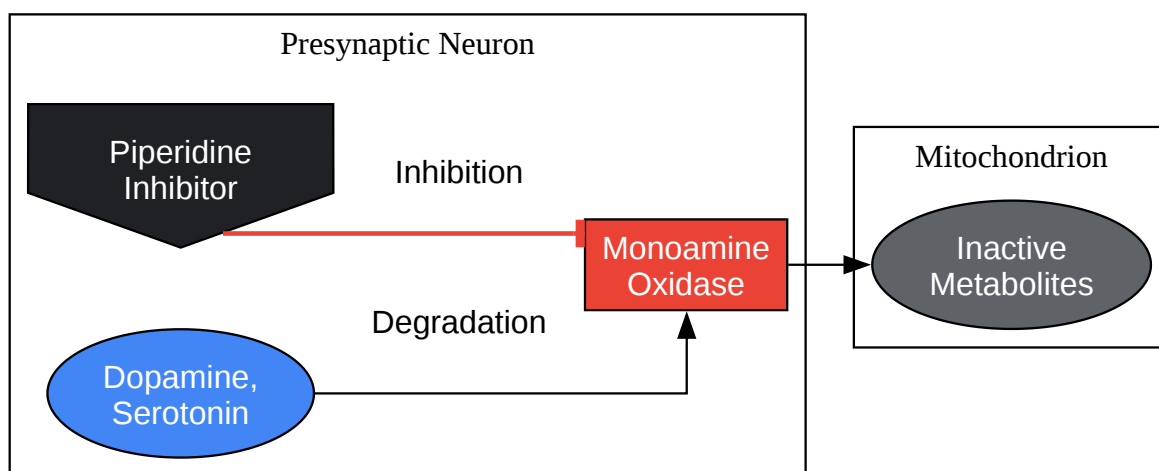 Presynaptic Neuron
Piperidine
Inhibitor
Inhibition
Mitochondrion
Monoamine
Oxidase
Inactive
Metabolites
Degradation
Dopamine,
Serotonin